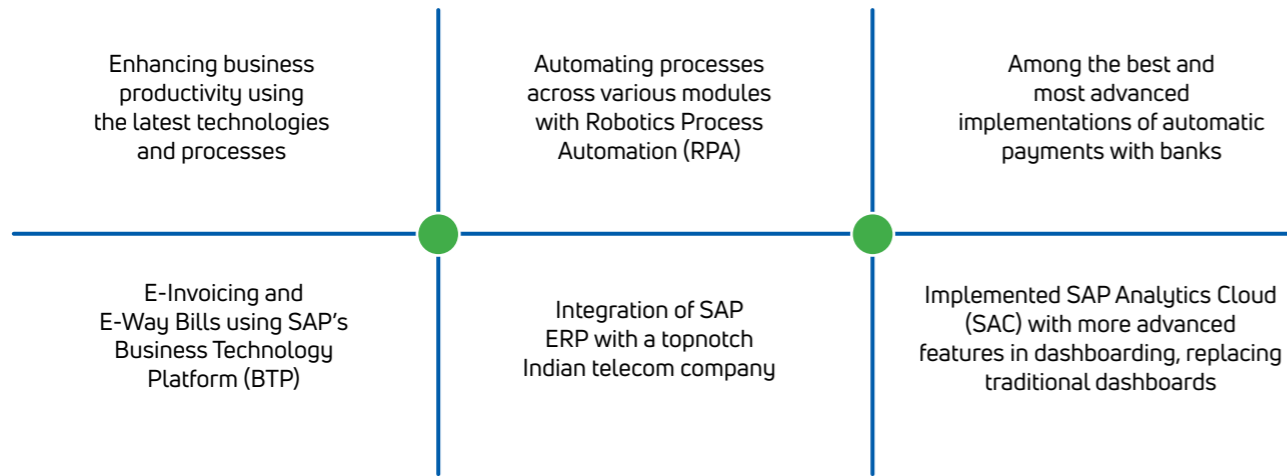 Enhancing business
productivity using
the latest technologies
and processes
Automating processes
across various modules
with Robotics Process
Automation (RPA)
Among the best and
most advanced
implementations of automatic
payments with banks
E-Invoicing and
E-Way Bills using SAP's
Business Technology
Platform (BTP)
Integration of SAP
ERP with a topnotch
Indian telecom company
Implemented SAP Analytics Cloud
(SAC) with more advanced
features in dashboarding, replacing
traditional dashboards